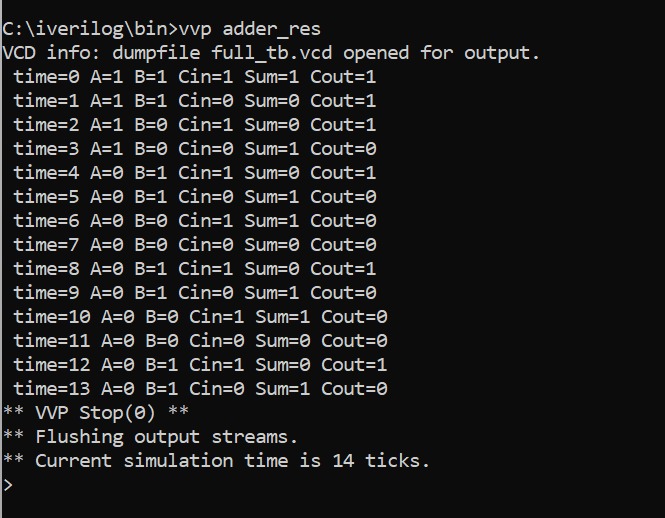 C:\iverilog\bin>vvp adder_res
VCD info: dumpfile full_tb.vcd opened for output.
time=0 A=1 B=1 Cin=1 Sum=1 Cout=1
time=1 A=1 B=1 Cin=0 Sum=0 Cout=1
time=2 A=1 B=0 Cin=1 Sum=0 Cout=1
time=3 A=1 B=0 Cin=0 Sum=1 Cout=0
time=4 A=0 B=1 Cin=1 Sum=0 Cout=1
time=5 A=0 B=1 Cin=0 Sum=1 Cout=0
time=6 A=0 B=0 Cin=1 Sum=1 Cout=0
time=7 A=0 B=0 Cin=0 Sum=0 Cout=0
time=8 A=0 B=1 Cin=1 Sum=0 Cout=1
time=9 A=0 B=1 Cin=0 Sum=1 Cout=0
time=10 A=0 B=0 Cin=1 Sum=1 Cout=0
time=11 A=0 B=0 Cin=0 Sum=0 Cout=0
time=12 A=0 B=1 Cin=1 Sum=0 Cout=1
time=13 A=0 B=1 Cin=0 Sum=1 Cout=0
** VVP Stop(0) **
** Flushing output streams.
** Current simulation time is 14 ticks.
>